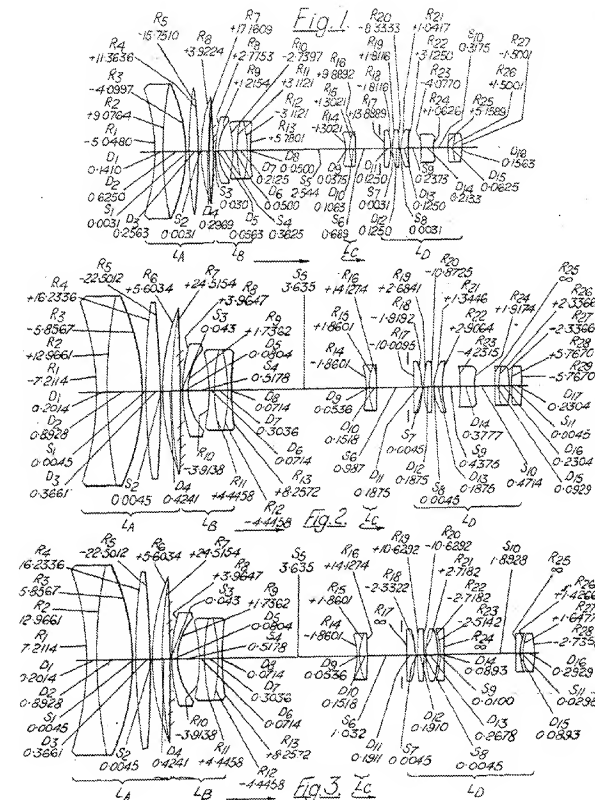 Fig.1.
R5
-15.7510
R4
+11.3636
R3
-4.0997
R2
+9.0764
R1
-5.0480
D1
0.1410
D2
0.6250
S1
0.0031
D3
0.2563
S2
0.0031
D4
0.2969
R8
+3.9224
R7
+17.1609
R8
+2.7753
R9
+1.2154
R10
-2.7397
R11
+3.1121
R12
-3.1121
R13
+5.7801
S3
0.030
D5
0.0563
S4
0.3625
D6
0.0500
D7
0.2125
D8
0.0500
S5
2.544
LA
LB
R16
+9.8892
R15
+1.3021
R14
-1.3021
D9
0.0375
D10
0.1063
S6
0.689
Lc
R20
-8.3333
R19
+1.8116
R18
-1.8116
R17
+13.8889
R21
+1.0417
R22
+3.1250
R23
-4.0770
R24
+1.0626
S10
0.3175
R27
-1.5001
R26
+1.5001
R25
+5.1589
D11
0.1250
S7
0.0031
D12
0.1250
S8
0.0031
D13
0.1250
S9
0.2373
D14
0.2133
D15
0.0625
D16
0.1563
LD
R5
-22.5012
R4
+16.2336
R3
-5.8567
R2
+12.9661
R1
-7.2114
D1
0.2014
D2
0.8928
S1
0.0045
D3
0.3661
S2
0.0045
D4
0.4241
R6
+5.6034
R7
+24.5154
R8
+3.9647
S3
0.043
R9
+1.7362
D5
0.0804
S4
0.5178
D8
0.0714
D7
0.3036
D6
0.0714
R13
+8.2572
R10
-3.9138
R11
+4.4458
R12
-4.4458
S5
3.635
LA
LB
R16
+14.1274
R15
+1.8601
R14
-1.8601
D9
0.0536
D10
0.1518
S6
0.987
Lc
R19
+2.6841
R18
-1.9192
R17
-10.0095
R20
-10.8725
R21
+1.3446
R22
+2.9064
R23
-4.2515
R24
+1.9174
R25
∞
R26
+2.3366
R27
-2.3366
R28
+5.7670
R29
-5.7670
D11
0.1875
S7
0.0045
D12
0.1875
S8
0.0045
D13
0.1875
S9
0.4375
D14
0.3777
S10
0.4714
D15
0.0929
D16
0.2304
S11
0.0045
D17
0.2304
LD
Fig.2.
R5
-22.5012
R4
16.2336
R3
5.8567
R2
12.9661
R1
7.2114
D1
0.2014
D2
0.8928
S1
0.0045
D3
0.3661
S2
0.0045
D4
0.4241
R6
+5.6034
R7
+24.5154
R8
+3.9647
S3
0.043
R9
+1.7362
D5
0.0804
S4
0.5178
D8
0.0714
D7
0.3036
D6
0.0714
R13
+8.2572
R10
-3.9138
R11
+4.4458
R12
-4.4458
S5
3.635
LA
LB
R16
+14.1274
R15
+1.8601
R14
-1.8601
D9
0.0536
D10
0.1518
S6
1.032
Lc
R17
∞
R18
-2.3322
R19
+10.6292
R20
-10.6292
R21
+2.7182
R22
-2.7182
R23
-2.5142
R24
∞
S10
1.8928
R25
∞
R26
+1.4266
R27
+1.6477
R28
D11
0.1911
S7
0.0045
D12
0.1910
S8
0.0045
D13
0.2678
S9
0.0100
D14
0.0893
D15
0.0893
D16
0.2929
S11
LD
Fig.3.